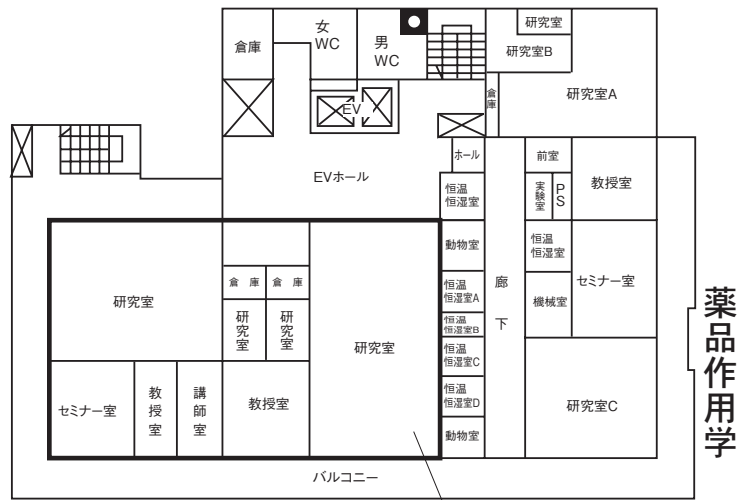 倉庫
女
WC
男
WC
研究室
研究室B
研究室A
倉庫
EV
EVホール
ホール
前室
教授室
恒温
恒湿室
実験室
PS
動物室
恒温
恒湿室
セミナー室
研究室
倉 庫
倉 庫
研究室
研究室
研究室
恒温
恒湿室A
廊下
機械室
恒温
恒湿室B
恒温
恒湿室C
恒温
恒湿室D
研究室C
セミナー室
教授室
講師室
教授室
動物室
バルコニー
薬品作用学